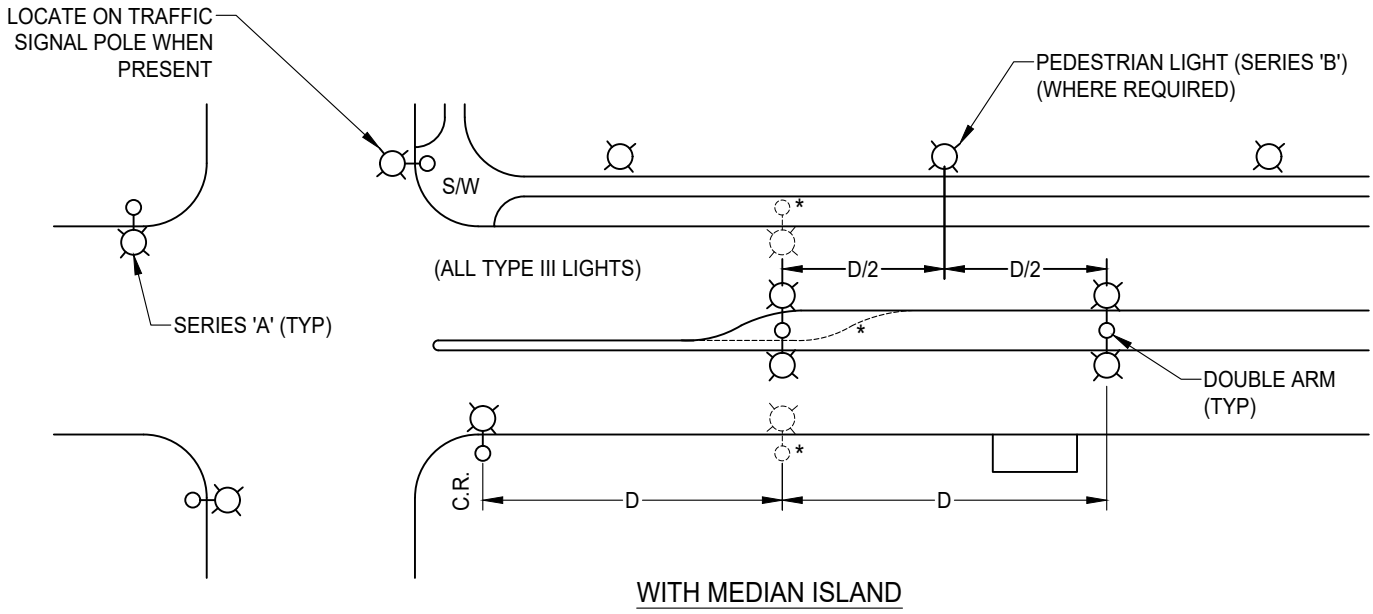 LOCATE ON TRAFFIC
SIGNAL POLE WHEN
PRESENT
PEDESTRIAN LIGHT (SERIES 'B')
(WHERE REQUIRED)
S/W
*
(ALL TYPE III LIGHTS)
D/2
D/2
SERIES 'A' (TYP)
*
DOUBLE ARM
(TYP)
*
C.R.
D
D
WITH MEDIAN ISLAND